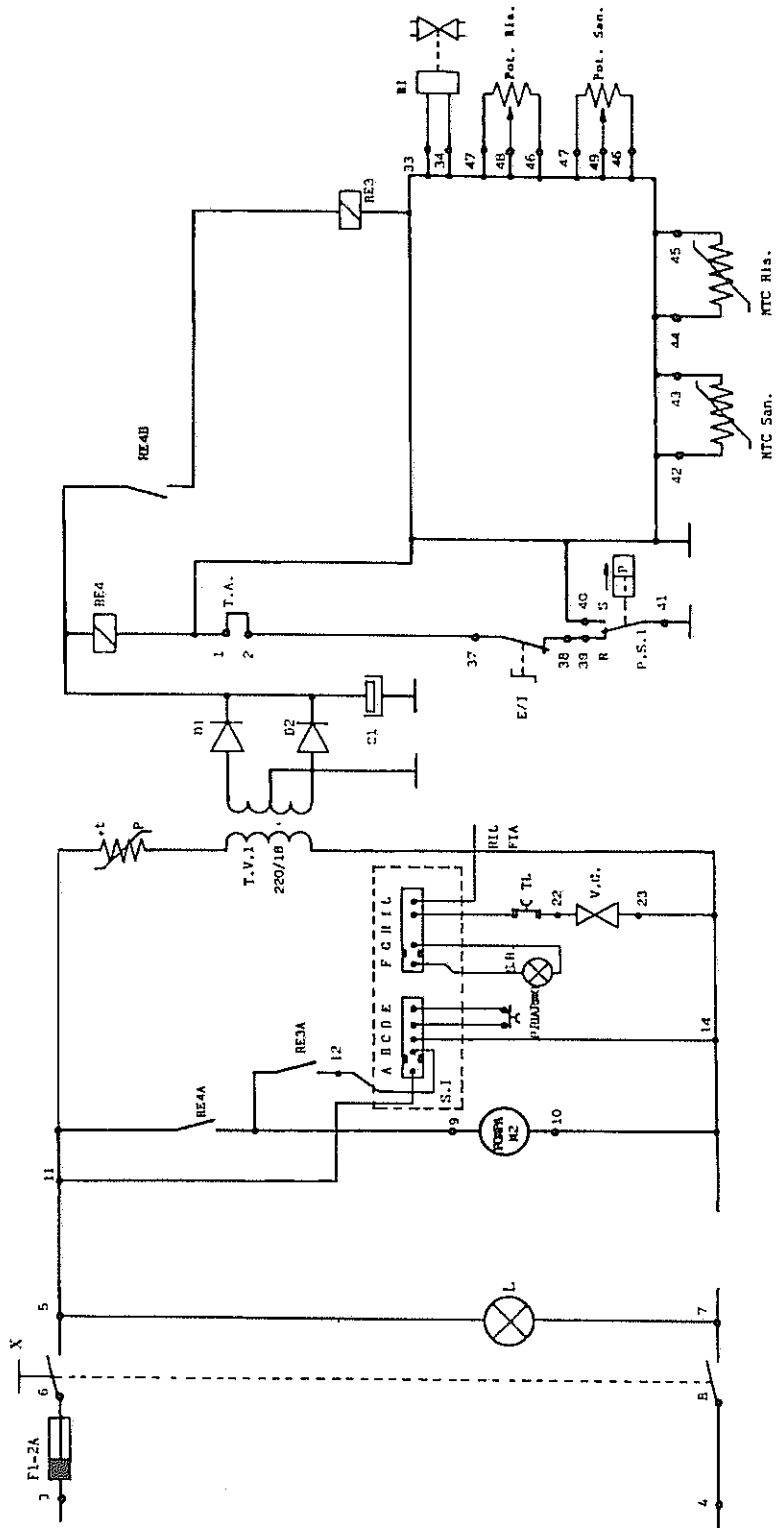 F1-2A
3
6
X
5
11
4
8
7
L
RE4A
RE3A
12
9
10
M2
S.I
A B C D E
F G H I L
TL
22
V.G.
23
14
RIL
FIA
+t
P
T.V.1
220/18
D1
D2
C1
RE4
RE4B
1
2
T.A.
37
E/I
38
39
R
40
S
P
P.S.1
41
RE3
33
34
R1
47
48
46
Pot. Ris.
47
49
46
Pot. San.
42
43
44
45
NTC San.
NTC Ris.